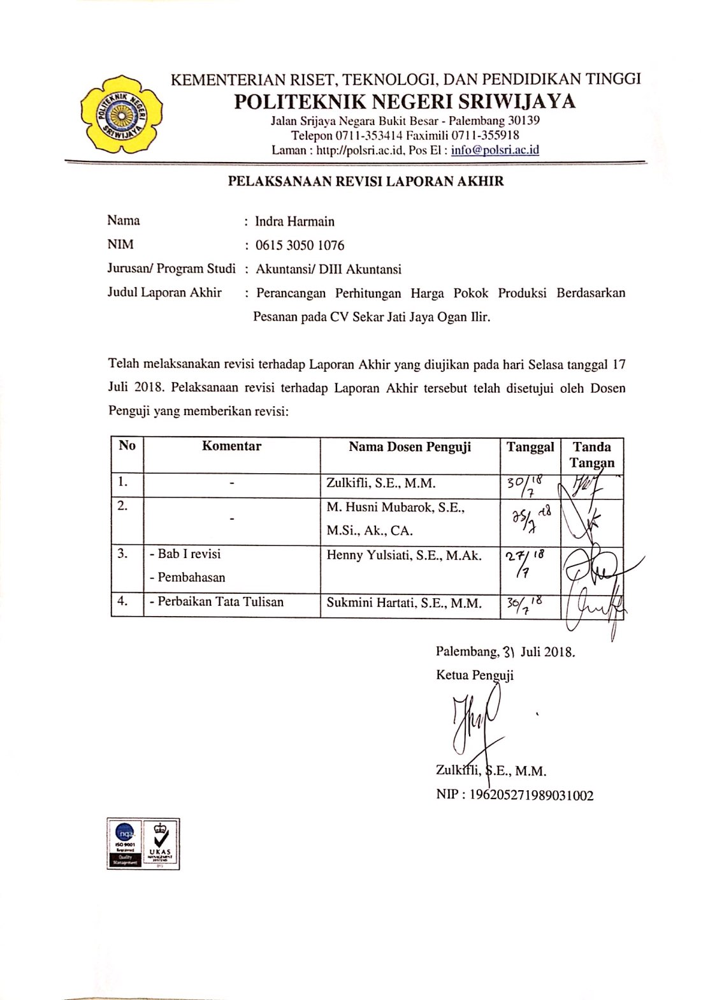 KEMENTERIAN RISET, TEKNOLOGI, DAN PENDIDIKAN TINGGI
POLITEKNIK NEGERI SRIWIJAYA
Jalan Srijaya Negara Bukit Besar - Palembang 30139
Telepon 0711-353414 Faximili 0711-355918
Laman : http://polsri.ac.id, Pos El : info@polsri.ac.id
POLITEKNIK NEGERI
SRIWIJAYA
PELAKSANAAN REVISI LAPORAN AKHIR
Nama : Indra Harmain
NIM : 0615 3050 1076
Jurusan/ Program Studi : Akuntansi/ DIII Akuntansi
Judul Laporan Akhir : Perancangan Perhitungan Harga Pokok Produksi Berdasarkan
Pesanan pada CV Sekar Jati Jaya Ogan Ilir.
Telah melaksanakan revisi terhadap Laporan Akhir yang diujikan pada hari Selasa tanggal 17
Juli 2018. Pelaksanaan revisi terhadap Laporan Akhir tersebut telah disetujui oleh Dosen
Penguji yang memberikan revisi:
No Komentar Nama Dosen Penguji Tanggal Tanda
Tangan
1. - Zulkifli, S.E., M.M. 30/7 18
2. - M. Husni Mubarok, S.E.,
M.Si., Ak., CA. 25/7 18
3. - Bab I revisi Henny Yulsiati, S.E., M.Ak. 27/7 18
- Pembahasan
4. - Perbaikan Tata Tulisan Sukmini Hartati, S.E., M.M. 30/7 18
Palembang, 31 Juli 2018.
Ketua Penguji
Zulkifli, S.E., M.M.
NIP : 196205271989031002
nqa.
ISO 9001
Registered
Quality
Management
UKAS
MANAGEMENT
SYSTEMS